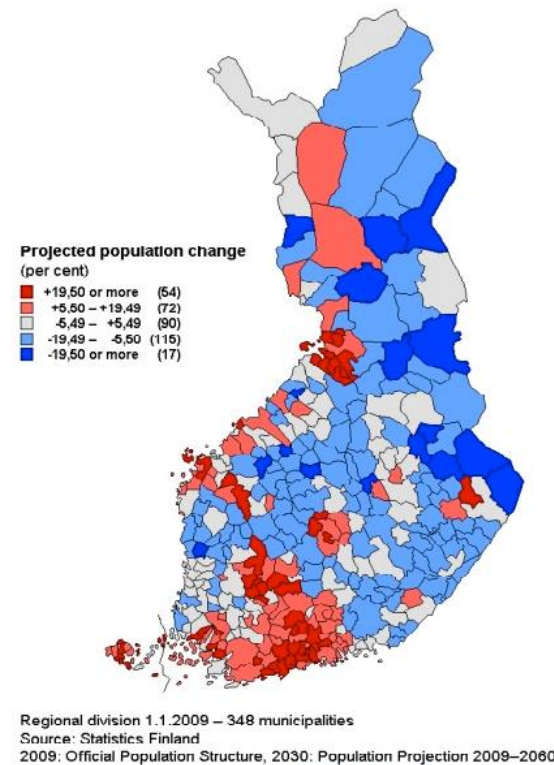 Projected population change
(per cent)
+19,50 or more (54)
+5,50 – +19,49 (72)
-5,49 – +5,49 (90)
-19,49 – -5,50 (115)
-19,50 or more (17)
Regional division 1.1.2009 – 348 municipalities
Source: Statistics Finland
2009: Official Population Structure, 2030: Population Projection 2009–2060